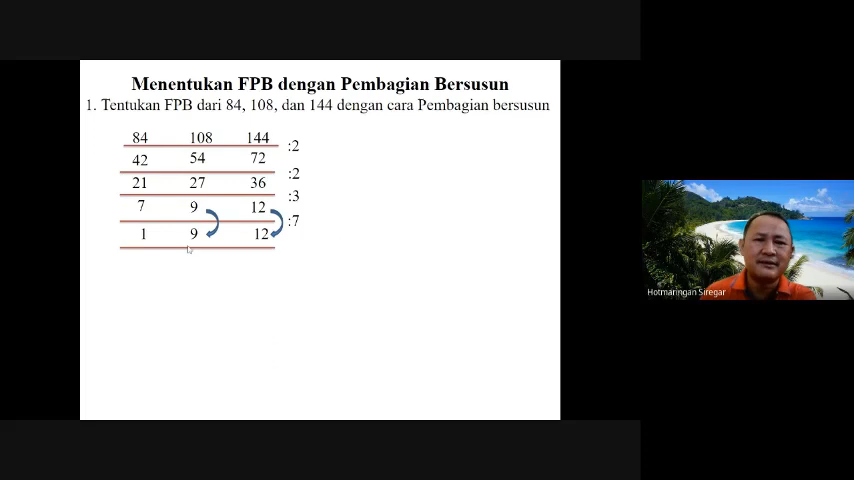 Menentukan FPB dengan Pembagian Bersusun
1. Tentukan FPB dari 84, 108, dan 144 dengan cara Pembagian bersusun
84 108 144 :2
42 54 72 :2
21 27 36 :3
7 9 12 :7
1 9 12
Hotmaringan Siregar